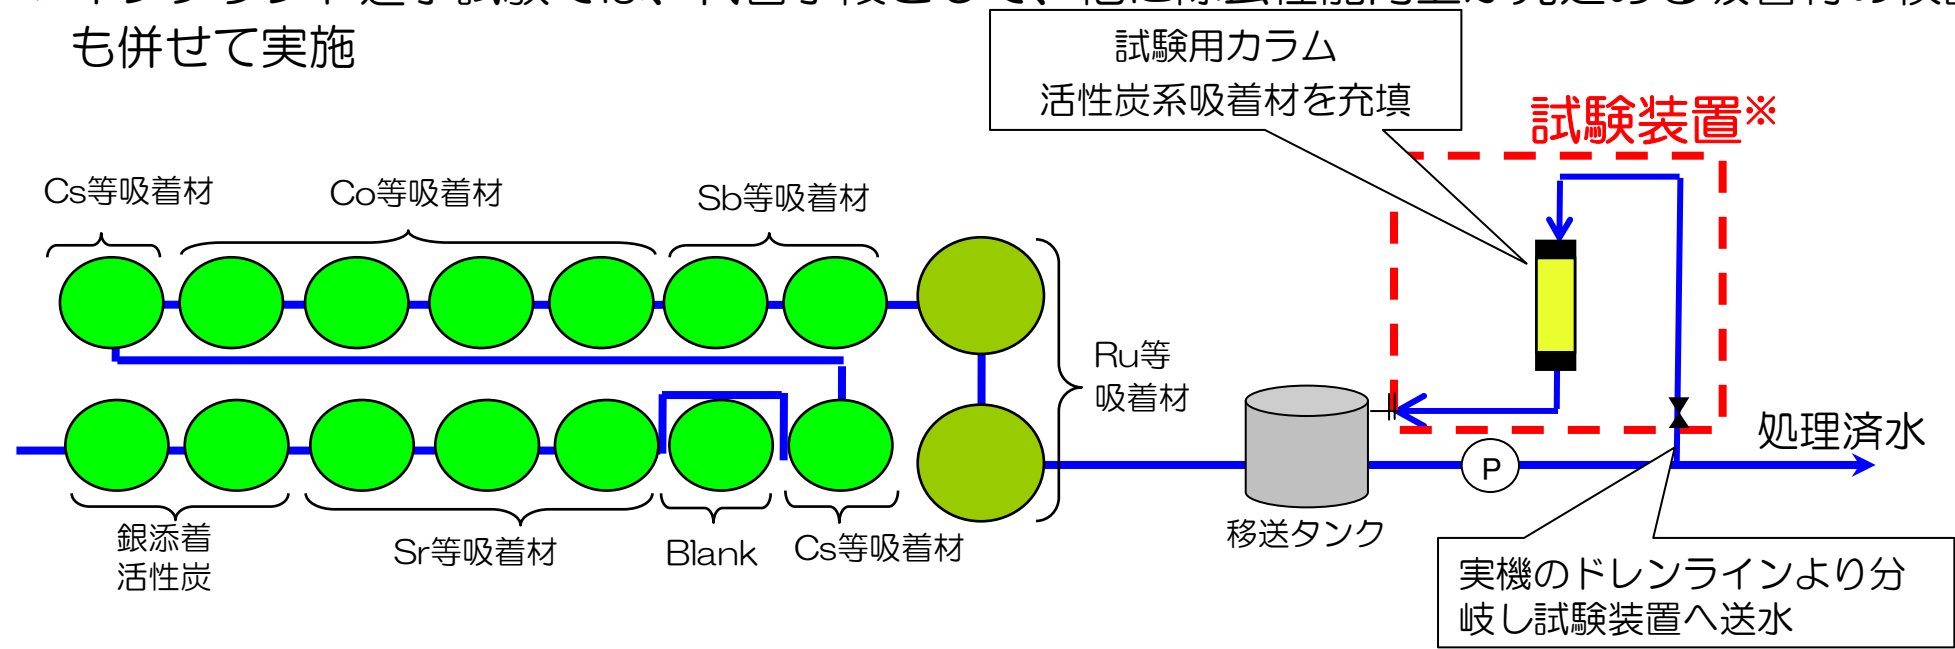 も併せて実施
試験用カラム
活性炭系吸着材を充填
試験装置※
Cs等吸着材
Co等吸着材
Sb等吸着材
Ru等
吸着材
処理済水
P
移送タンク
銀添着
活性炭
Sr等吸着材
Blank
Cs等吸着材
実機のドレンラインより分
岐し試験装置へ送水